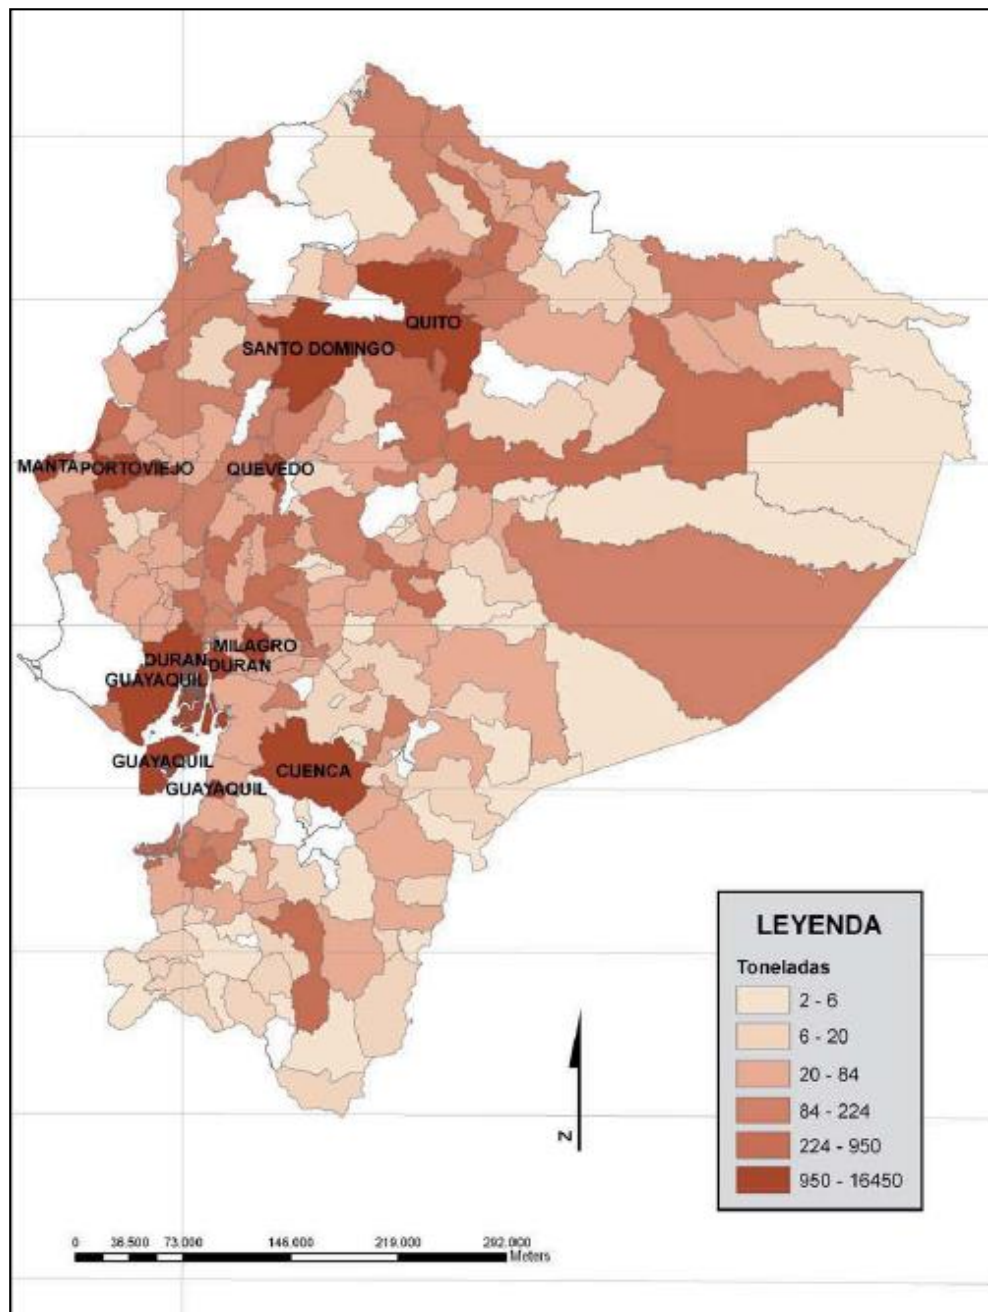 QUITO
SANTO DOMINGO
MANTA PORTOVIEJO QUEVEDO
MILAGRO
DURAN DURAN
GUAYAQUIL
GUAYAQUIL CUENCA
GUAYAQUIL
LEYENDA
Toneladas
2 - 6
6 - 20
20 - 84
84 - 224
224 - 950
950 - 16450
N
0 36.500 73.000 146.000 219.000 292.000
Meters